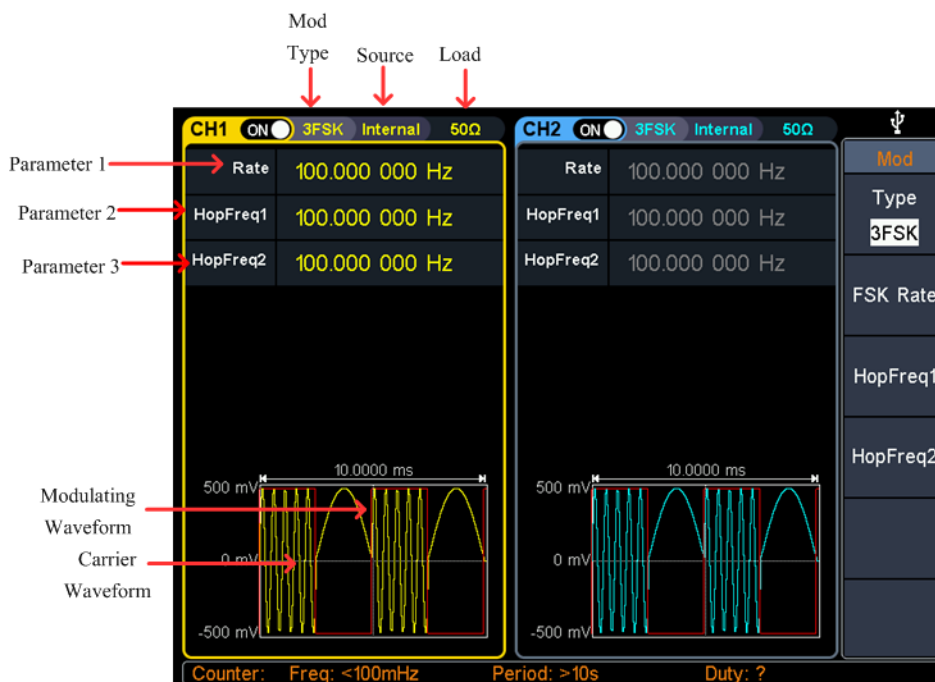 Mod
Type
Source
Load
CH1 ON 3FSK Internal 50Ω
CH2 ON 3FSK Internal 50Ω
Parameter 1
Rate 100.000 000 Hz
Parameter 2
HopFreq1 100.000 000 Hz
Parameter 3
HopFreq2 100.000 000 Hz
Rate 100.000 000 Hz
HopFreq1 100.000 000 Hz
HopFreq2 100.000 000 Hz
Mod
Type
3FSK
FSK Rate
HopFreq1
HopFreq2
10.0000 ms
500 mV
0 mV
-500 mV
Modulating
Waveform
Carrier
Waveform
10.0000 ms
500 mV
0 mV
-500 mV
Counter: Freq: <100mHz Period: >10s Duty: ?